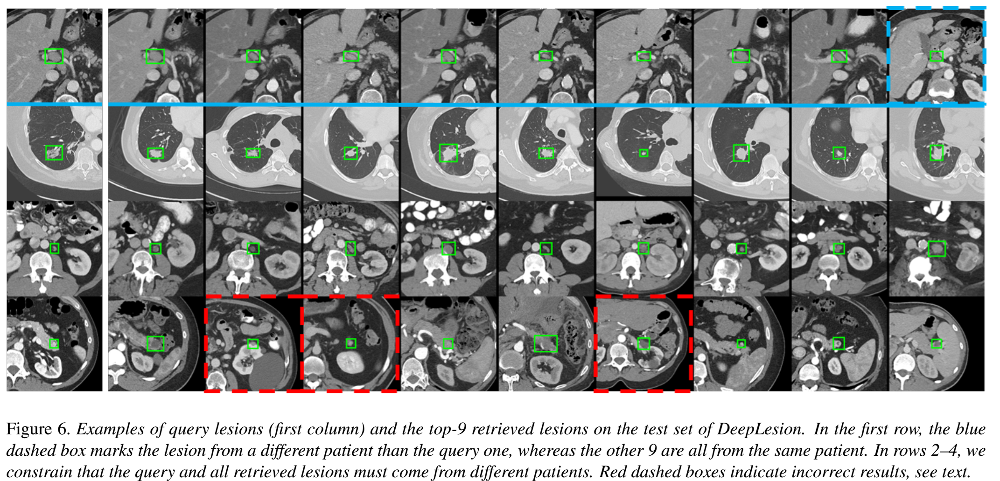 Figure 6. Examples of query lesions (first column) and the top-9 retrieved lesions on the test set of DeepLesion. In the first row, the blue
dashed box marks the lesion from a different patient than the query one, whereas the other 9 are all from the same patient. In rows 2–4, we
constrain that the query and all retrieved lesions must come from different patients. Red dashed boxes indicate incorrect results, see text.